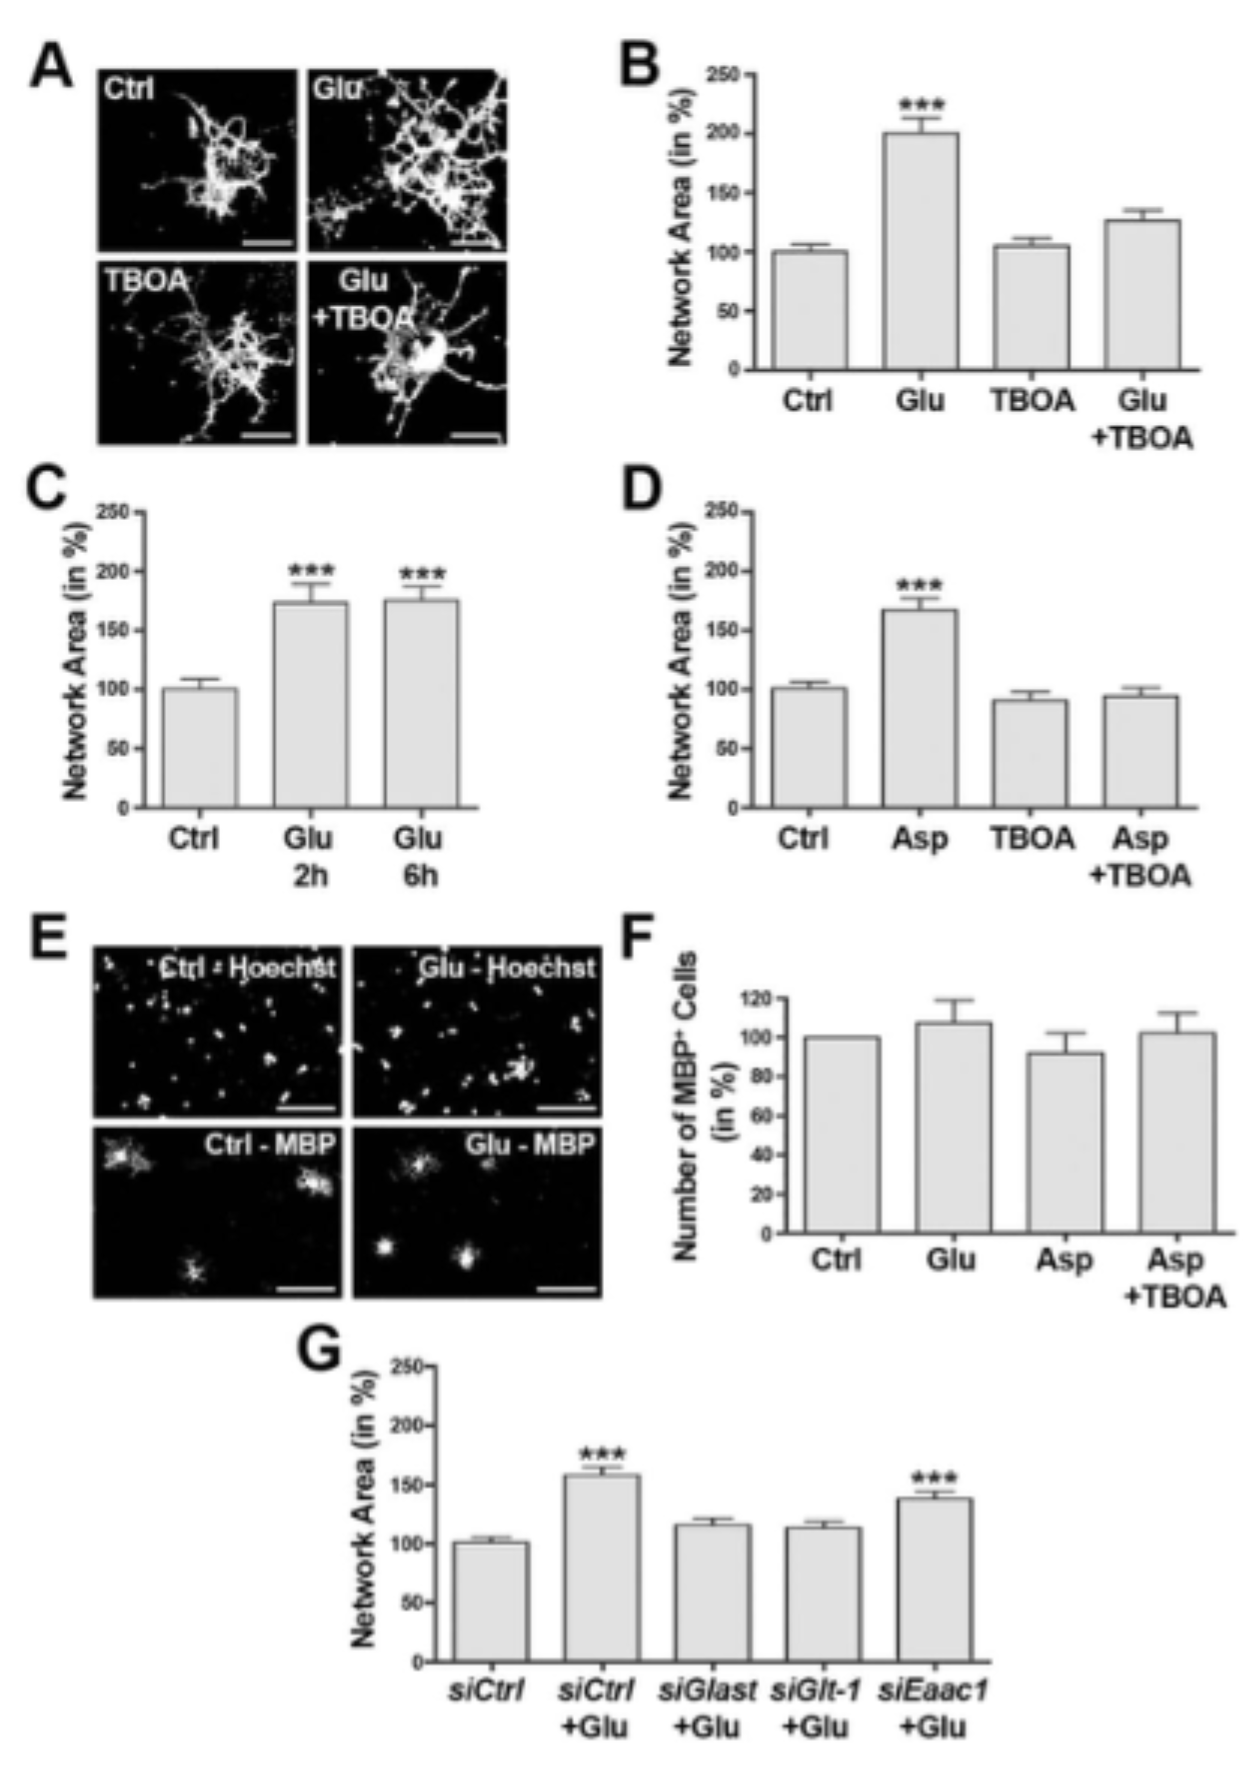 A
Ctrl
Glu
TBOA
Glu
+TBOA
B
Network Area (in %)
250
200
150
100
50
0
***
Ctrl
Glu
TBOA
Glu
+TBOA
C
Network Area (in %)
250
200
150
100
50
0
***
***
Ctrl
Glu
2h
Glu
6h
D
Network Area (in %)
250
200
150
100
50
0
***
Ctrl
Asp
TBOA
Asp
+TBOA
E
Ctrl - Hoechst
Glu - Hoechst
Ctrl - MBP
Glu - MBP
F
Number of MBP⁺ Cells
(in %)
120
100
80
60
40
20
0
Ctrl
Glu
Asp
Asp
+TBOA
G
Network Area (in %)
250
200
150
100
50
0
***
***
siCtrl
siCtrl
+Glu
siGlast
+Glu
siGlt-1
+Glu
siEaac1
+Glu